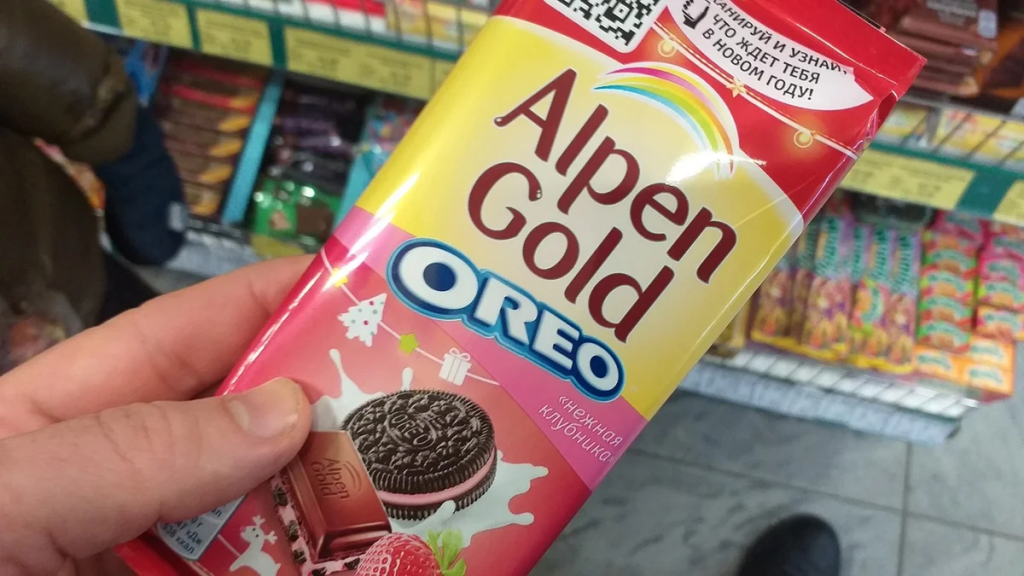 СКАНИРУЙ И УЗНАЙ,
ЧТО ЖДЕТ ТЕБЯ
В НОВОМ ГОДУ!
Alpen
Gold
OREO
«нежная
клубника»
OREO
Alpen
Gold